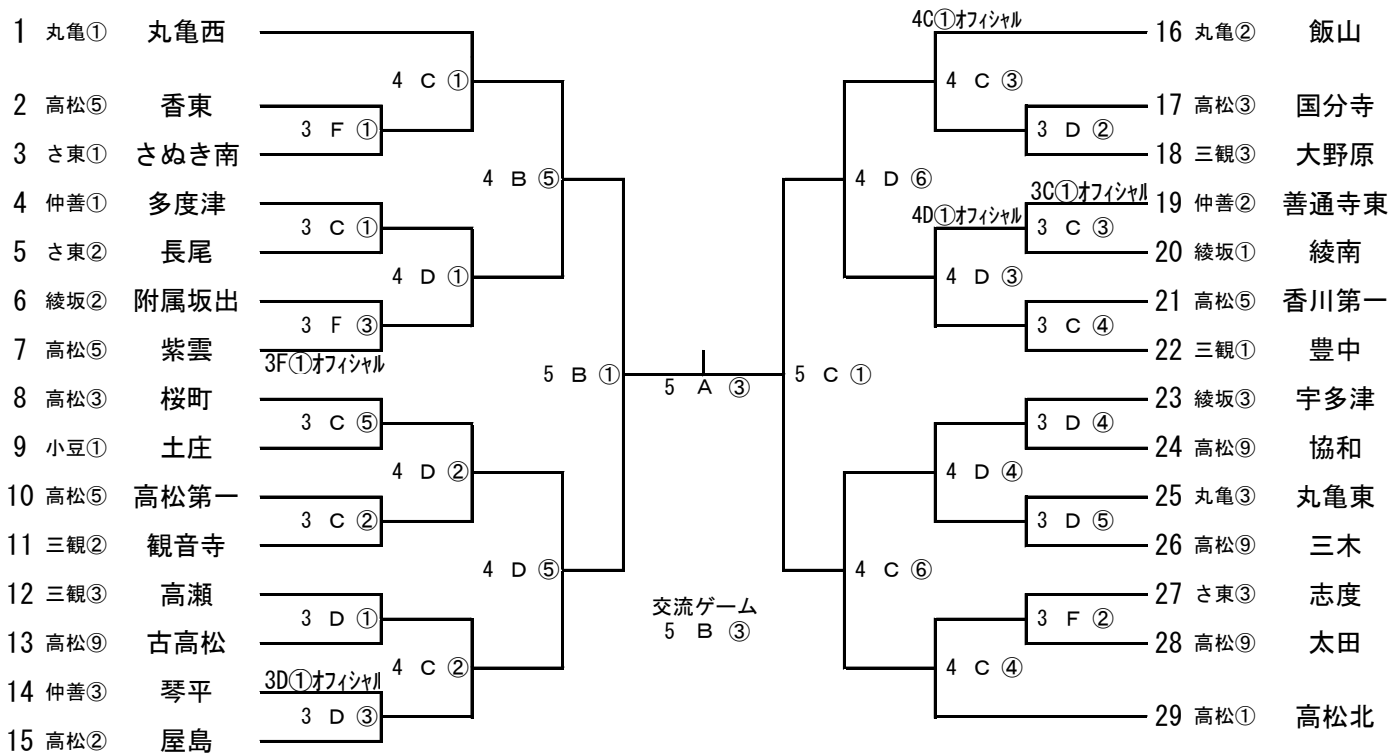 1 丸亀① 丸亀西
2 高松⑤ 香東
3 さ東① さぬき南
4 仲善① 多度津
5 さ東② 長尾
6 綾坂② 附属坂出
7 高松⑤ 紫雲
8 高松③ 桜町
9 小豆① 土庄
10 高松⑤ 高松第一
11 三観② 観音寺
12 三観③ 高瀬
13 高松⑨ 古高松
14 仲善③ 琴平
15 高松② 屋島
3 F ①
3 C ①
3 F ③
3F①オフィシャル
3 C ⑤
3 C ②
3 D ①
3D①オフィシャル
3 D ③
4 C ①
4 D ①
4 D ②
4 C ②
4 B ⑤
4 D ⑤
5 B ①
5 A ③
交流ゲーム
5 B ③
5 C ①
4 D ⑥
4 C ⑥
4C①オフィシャル
4 C ③
4D①オフィシャル
4 D ③
4 D ④
4 C ④
3 D ②
3C①オフィシャル
3 C ③
3 C ④
3 D ④
3 D ⑤
3 F ②
16 丸亀② 飯山
17 高松③ 国分寺
18 三観③ 大野原
19 仲善② 善通寺東
20 綾坂① 綾南
21 高松⑤ 香川第一
22 三観① 豊中
23 綾坂③ 宇多津
24 高松⑨ 協和
25 丸亀③ 丸亀東
26 高松⑨ 三木
27 さ東③ 志度
28 高松⑨ 太田
29 高松① 高松北